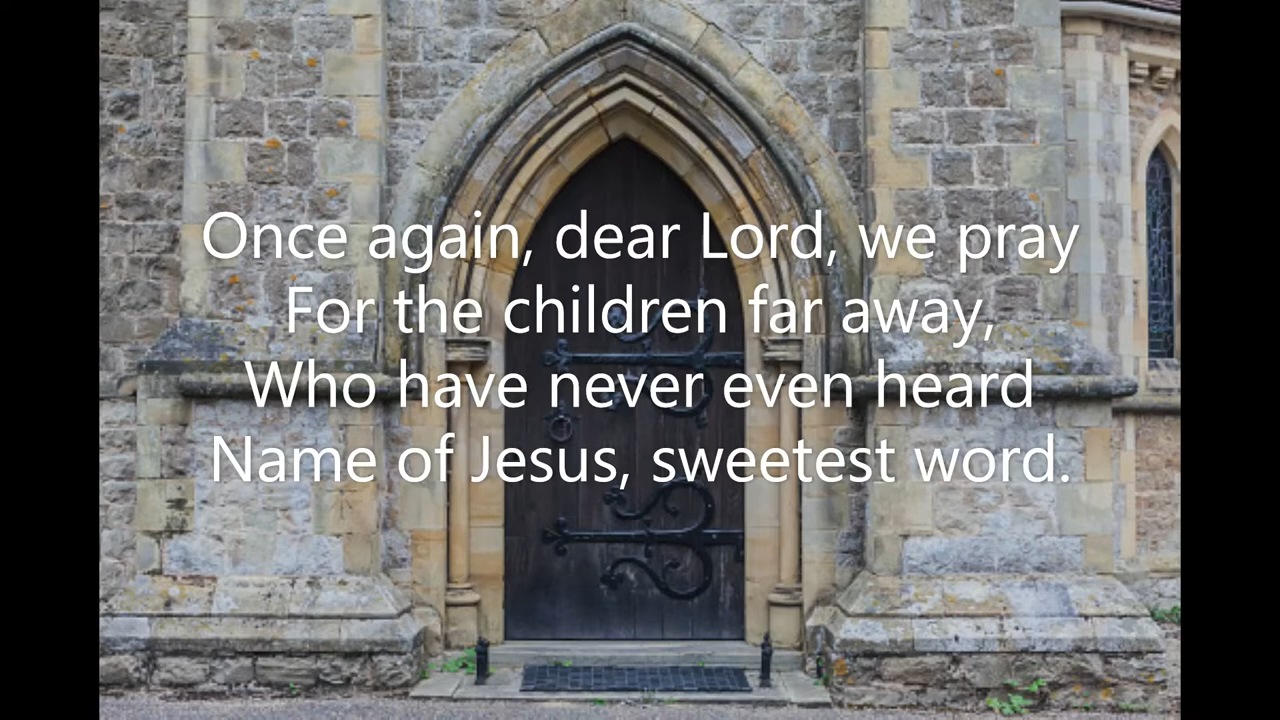 Once again, dear Lord, we pray
For the children far away,
Who have never even heard
Name of Jesus, sweetest word.